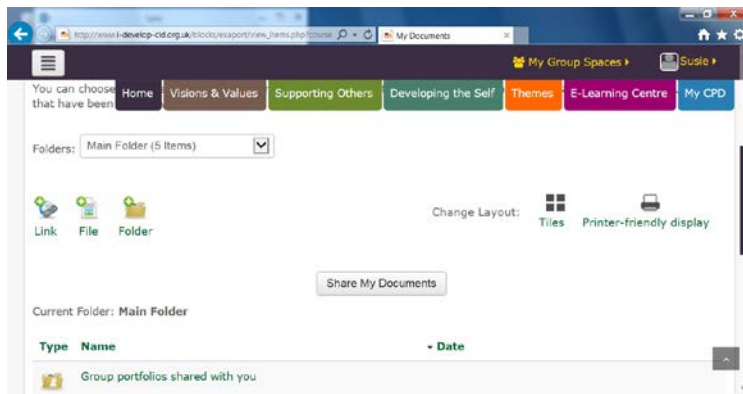 http://www.i-develop-cld.org.uk/blocks/exaport/view_items.php?course
My Documents
My Group Spaces
Susie
You can choose
that have been
Home
Visions & Values
Supporting Others
Developing the Self
Themes
E-Learning Centre
My CPD
Folders:
Main Folder (5 Items)
Link
File
Folder
Change Layout:
Tiles
Printer-friendly display
Share My Documents
Current Folder: Main Folder
Type Name Date
Group portfolios shared with you